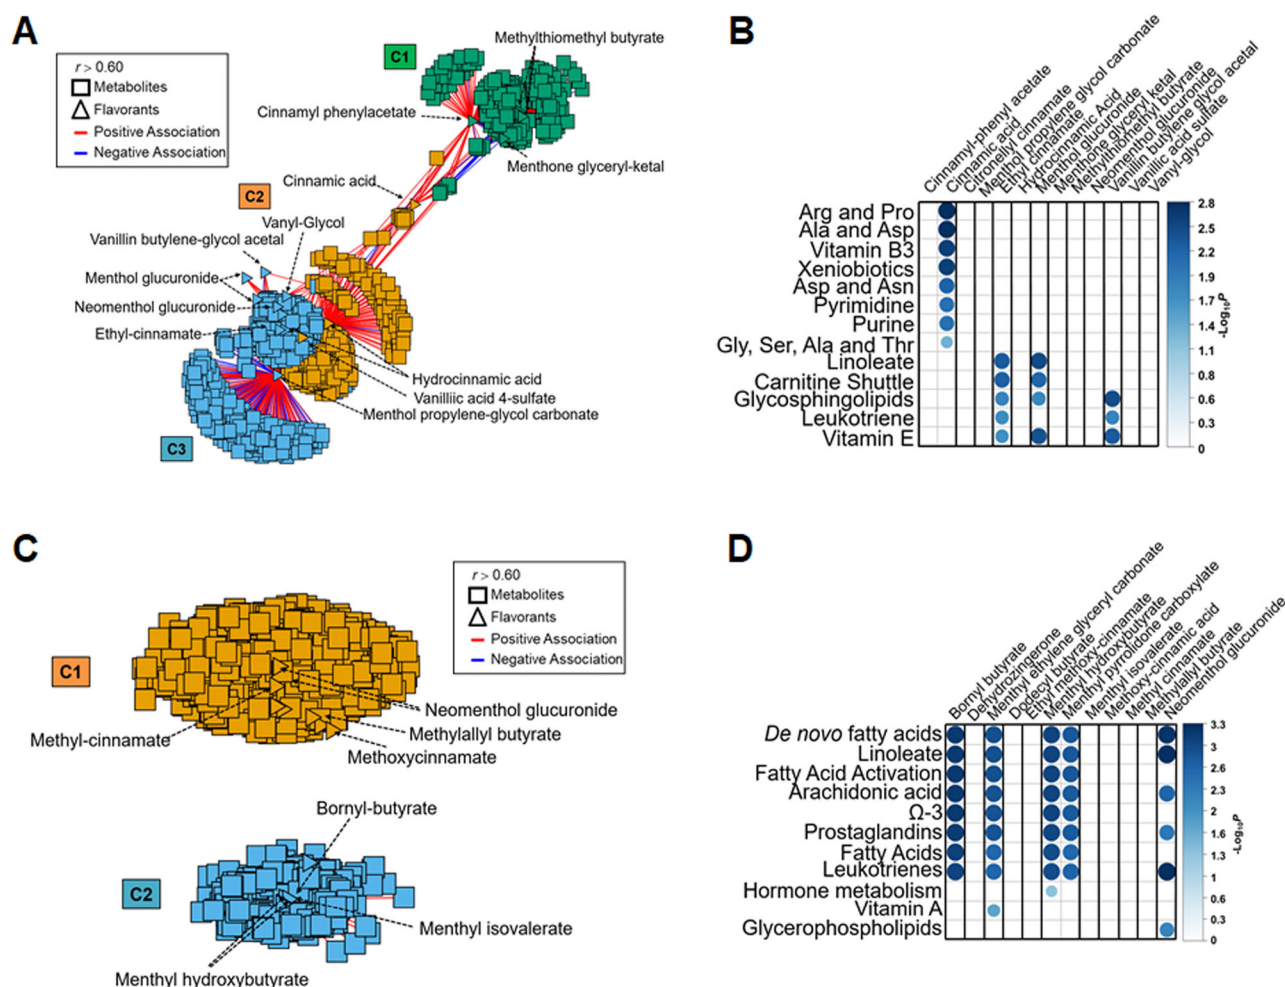 A
r > 0.60
Metabolites
Flavorants
Positive Association
Negative Association
C1
Methylthiomethyl butyrate
Cinnamyl phenylacetate
Menthone glyceryl-ketal
Cinnamic acid
C2
Vanyl-Glycol
Vanillin butylene-glycol acetal
Menthol glucuronide
Neomenthol glucuronide
Ethyl-cinnamate
Hydrocinnamic acid
Vanilliic acid 4-sulfate
Menthol propylene-glycol carbonate
C3
B
Cinnamyl-phenyl acetate
Cinnamic acid
Citronellyl cinnamate
Menthol propylene glycol carbonate
Ethyl cinnamate
Hydrocinnamic Acid
Menthol glucuronide
Menthone glyceryl ketal
Methylthiomethyl butyrate
Neomenthol glucuronide
Vanillin butylene glycol acetal
Vanillic acid sulfate
Vanyl-glycol
Arg and Pro
Ala and Asp
Vitamin B3
Xeniobiotics
Asp and Asn
Pyrimidine
Purine
Gly, Ser, Ala and Thr
Linoleate
Carnitine Shuttle
Glycosphingolipids
Leukotriene
Vitamin E
2.8
2.5
2.2
1.9
1.7
1.4
1.1
0.8
0.6
0.3
0
-Log₁₀P
C
r > 0.60
Metabolites
Flavorants
Positive Association
Negative Association
C1
Neomenthol glucuronide
Methyl-cinnamate
Methylallyl butyrate
Methoxycinnamate
Bornyl-butyrate
C2
Menthyl isovalerate
Menthyl hydroxybutyrate
D
Bornyl butyrate
Dehydrozingerone
Menthyl ethylene glyceryl carbonate
Dodecyl butyrate
Ethyl methoxy-cinnamate
Menthyl hydroxybutyrate
Menthyl pyrrolidone carboxylate
Menthyl isovalerate
Methoxy-cinnamic acid
Methyl cinnamate
Methylallyl butyrate
Neomenthol glucuronide
De novo fatty acids
Linoleate
Fatty Acid Activation
Arachidonic acid
Ω-3
Prostaglandins
Fatty Acids
Leukotrienes
Hormone metabolism
Vitamin A
Glycerophospholipids
3.3
3
2.6
2.3
2
1.6
1.3
1
0.6
0.3
0
-Log₁₀P